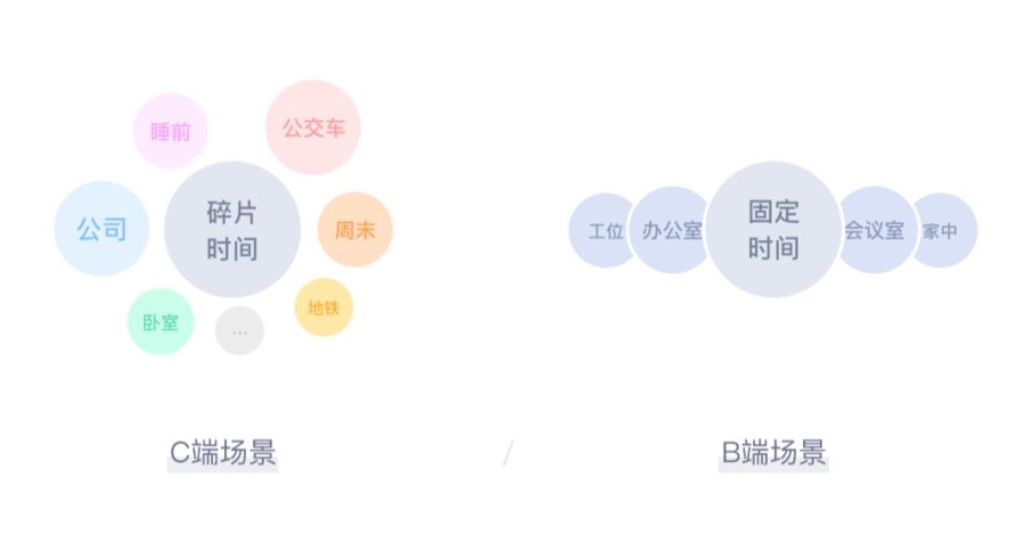 睡前
公交车
公司
碎片
时间
周末
卧室
...
地铁
工位
办公室
固定
时间
会议室
家中
C端场景
/
B端场景